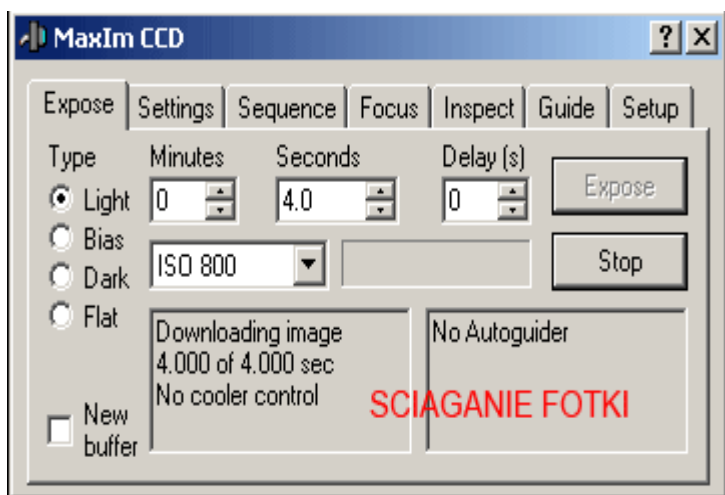 MaxIm CCD
Expose Settings Sequence Focus Inspect Guide Setup
Type Minutes Seconds Delay (s)
Light 0 4.0 0 Expose
Bias
ISO 800 Stop
Dark
Flat
Downloading image No Autoguider
4.000 of 4.000 sec
No cooler control
SCIAGANIE FOTKI
New
buffer